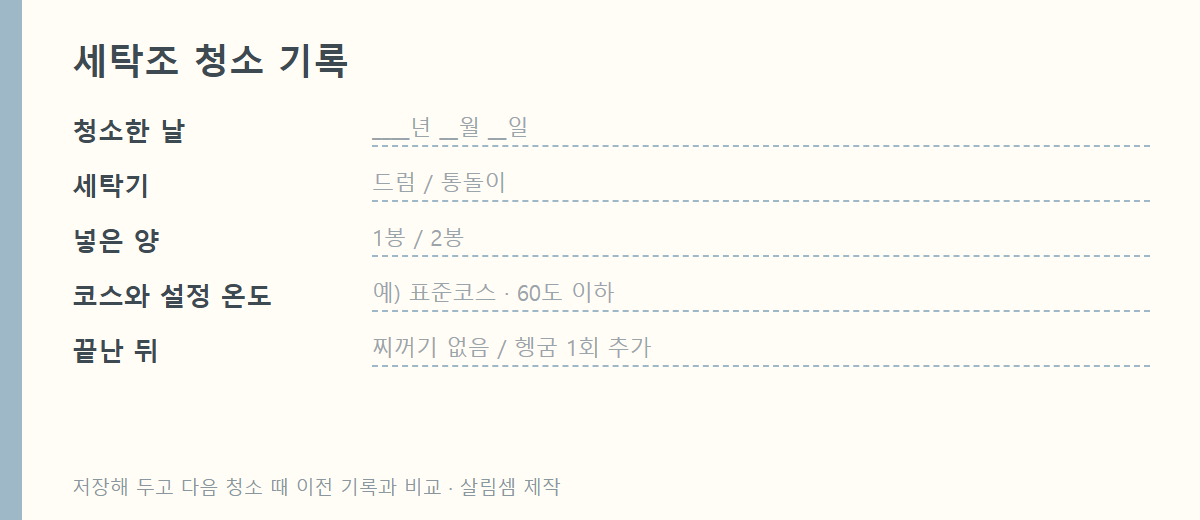 세탁조 청소 기록
청소한 날 ____년 __월 __일
세탁기 드럼 / 통돌이
넣은 양 1봉 / 2봉
코스와 설정 온도 예) 표준코스 · 60도 이하
끝난 뒤 찌꺼기 없음 / 헹굼 1회 추가
저장해 두고 다음 청소 때 이전 기록과 비교 · 살림셈 제작